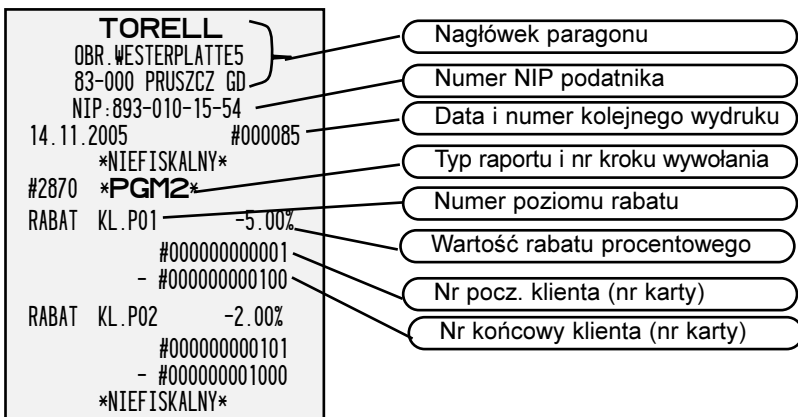 TORELL
OBR.WESTERPLATTE5
83-000 PRUSZCZ GD
NIP:893-010-15-54
14.11.2005 #000085
*NIEFISKALNY*
#2870 *PGM2*
RABAT KL.P01 -5.00%
#000000000001
- #000000000100
RABAT KL.P02 -2.00%
#000000000101
- #000000001000
*NIEFISKALNY*
Nagłówek paragonu
Numer NIP podatnika
Data i numer kolejnego wydruku
Typ raportu i nr kroku wywołania
Numer poziomu rabatu
Wartość rabatu procentowego
Nr pocz. klienta (nr karty)
Nr końcowy klienta (nr karty)